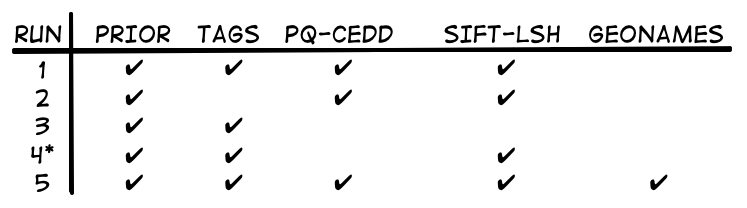 RUN PRIOR TAGS PQ-CEDD SIFT-LSH GEONAMES
1 ✔ ✔ ✔ ✔
2 ✔ ✔ ✔
3 ✔ ✔
4* ✔ ✔ ✔
5 ✔ ✔ ✔ ✔ ✔